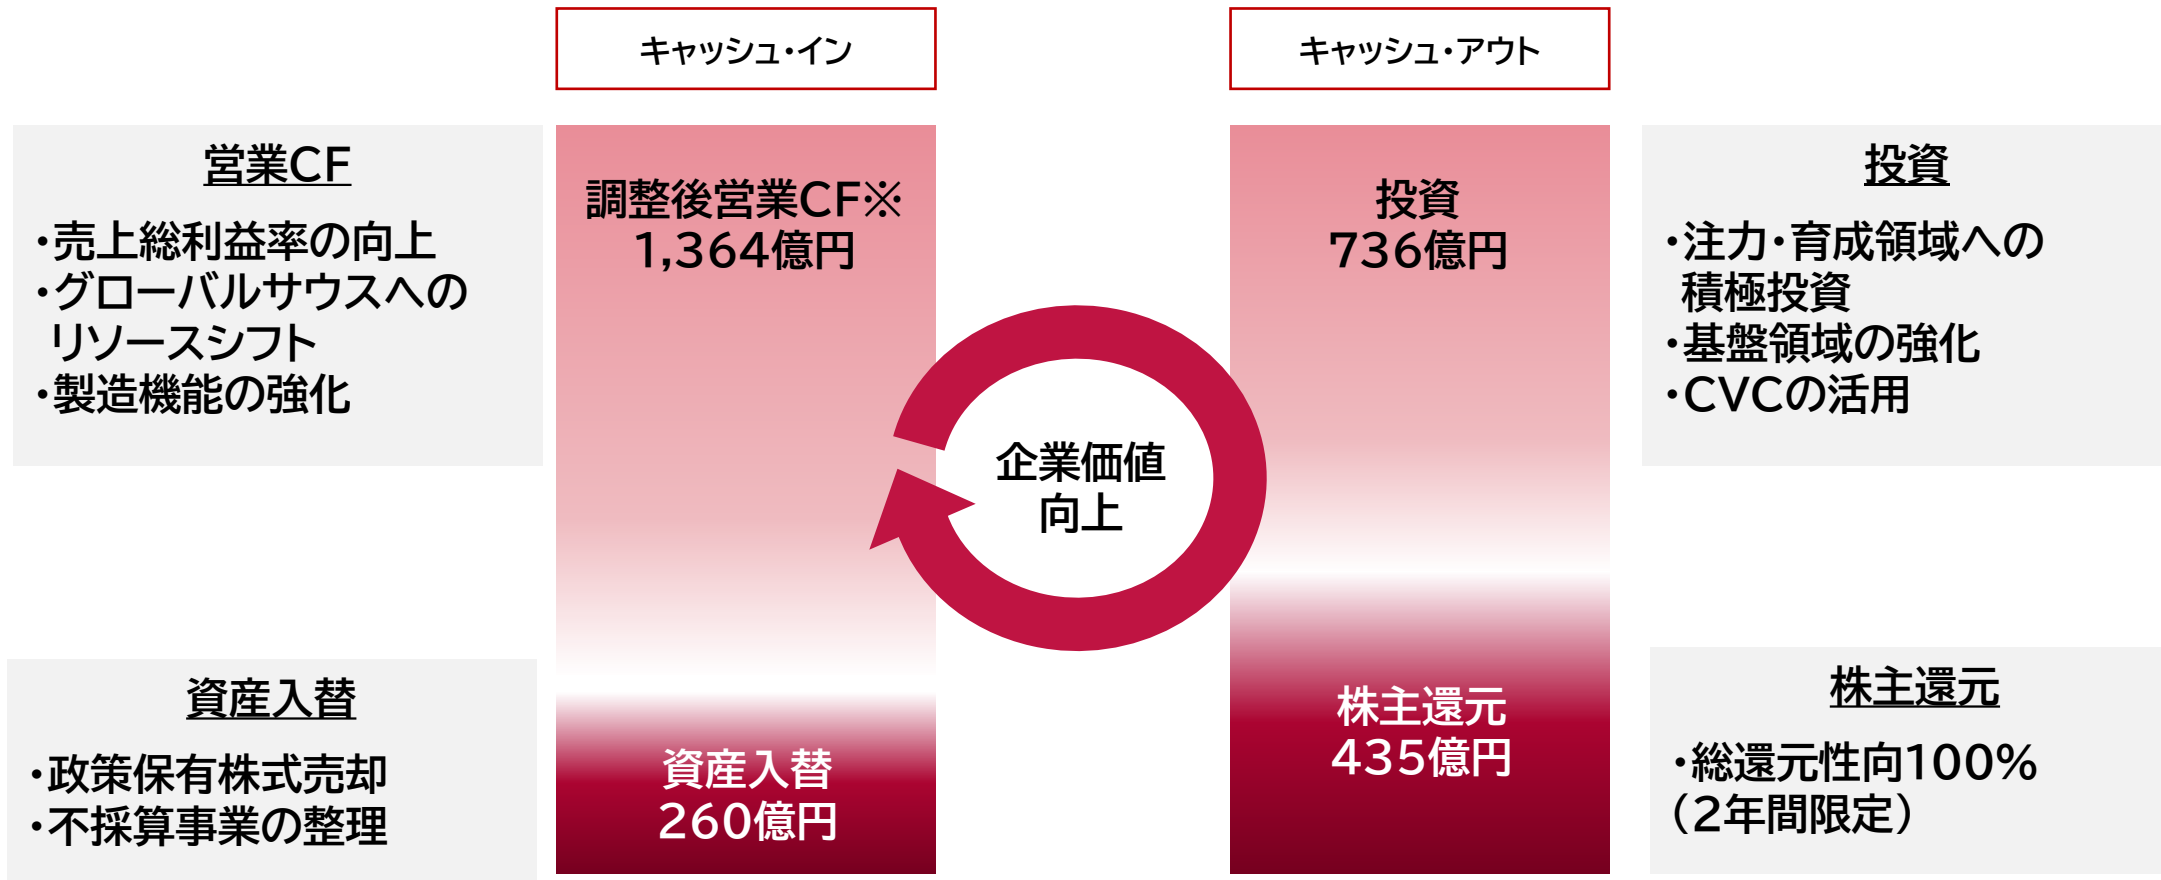 キャッシュ・イン
キャッシュ・アウト
営業CF
・売上総利益率の向上
・グローバルサウスへの
リソースシフト
・製造機能の強化
調整後営業CF※
1,364億円
投資
736億円
投資
・注力・育成領域への
積極投資
・基盤領域の強化
・CVCの活用
企業価値
向上
資産入替
・政策保有株式売却
・不採算事業の整理
資産入替
260億円
株主還元
435億円
株主還元
・総還元性向100%
（2年間限定）